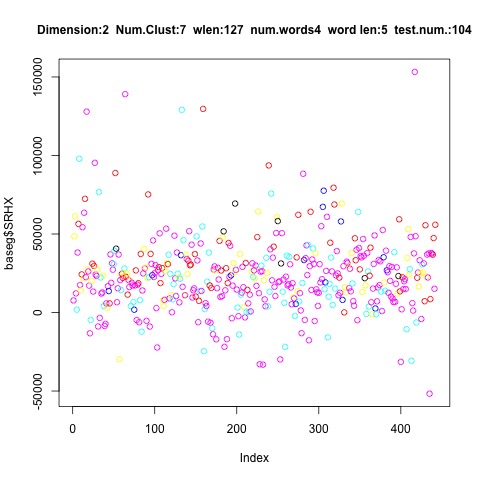 Dimension:2 Num.Clust:7 wlen:127 num.words4 word len:5 test.num.:104
150000
100000
50000
0
-50000
baseg$SRHX
0 100 200 300 400
Index